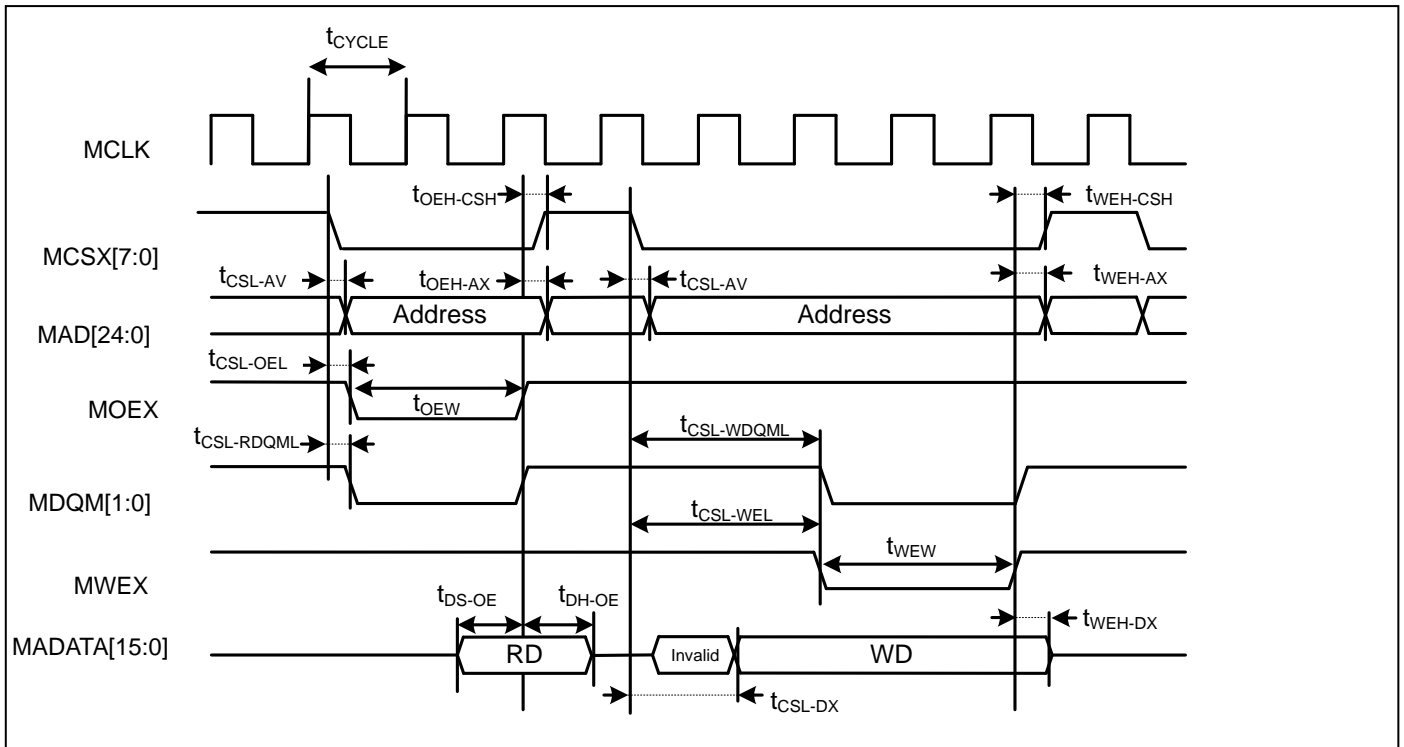 tCYCLE
MCLK
tOEH-CSH
tWEH-CSH
MCSX[7:0]
tCSL-AV
tOEH-AX
tCSL-AV
tWEH-AX
Address
Address
MAD[24:0]
tCSL-OEL
MOEX
tOEW
tCSL-RDQML
tCSL-WDQML
MDQM[1:0]
tCSL-WEL
tWEW
MWEX
tDS-OE
tDH-OE
tWEH-DX
MADATA[15:0]
RD
Invalid
WD
tCSL-DX